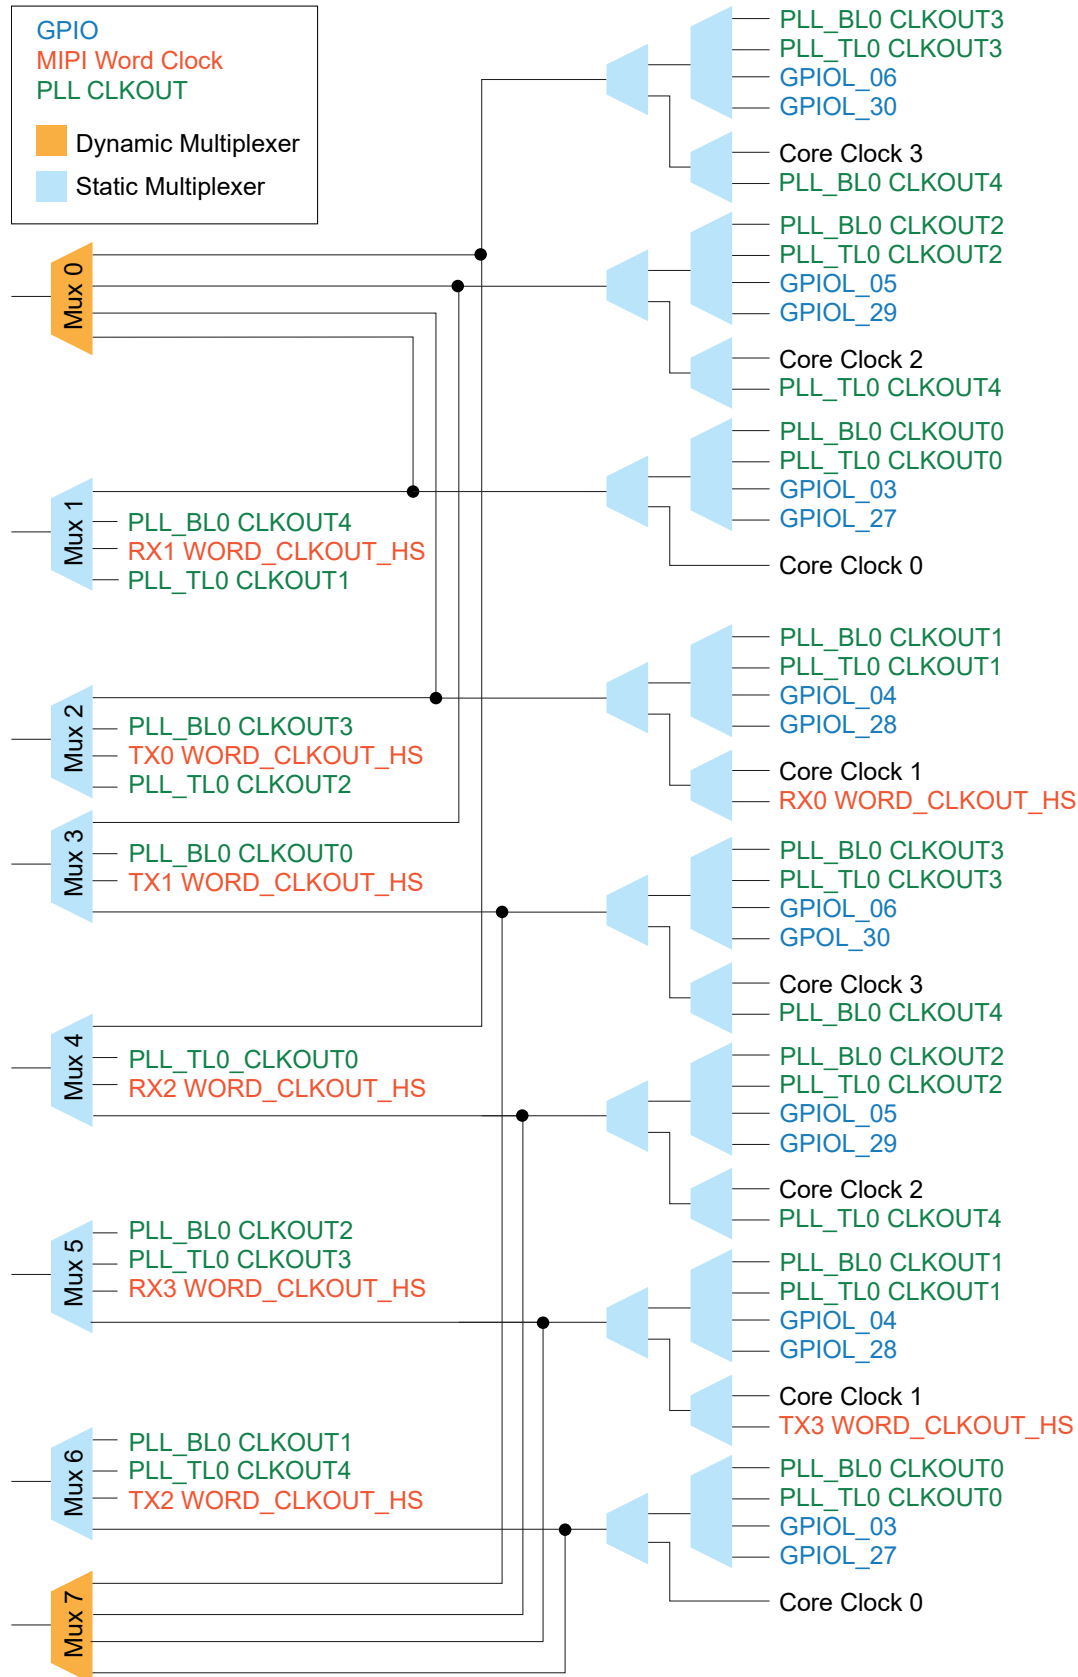 GPIO
MIPI Word Clock
PLL CLKOUT
Dynamic Multiplexer
Static Multiplexer
PLL_BL0 CLKOUT3
PLL_TL0 CLKOUT3
GPIOL_06
GPIOL_30
Core Clock 3
PLL_BL0 CLKOUT4
Mux 0
PLL_BL0 CLKOUT2
PLL_TL0 CLKOUT2
GPIOL_05
GPIOL_29
Core Clock 2
PLL_TL0 CLKOUT4
PLL_BL0 CLKOUT0
PLL_TL0 CLKOUT0
GPIOL_03
GPIOL_27
Core Clock 0
Mux 1
PLL_BL0 CLKOUT4
RX1 WORD_CLKOUT_HS
PLL_TL0 CLKOUT1
PLL_BL0 CLKOUT1
PLL_TL0 CLKOUT1
GPIOL_04
GPIOL_28
Core Clock 1
RX0 WORD_CLKOUT_HS
Mux 2
PLL_BL0 CLKOUT3
TX0 WORD_CLKOUT_HS
PLL_TL0 CLKOUT2
Mux 3
PLL_BL0 CLKOUT0
TX1 WORD_CLKOUT_HS
PLL_BL0 CLKOUT3
PLL_TL0 CLKOUT3
GPIOL_06
GPOL_30
Core Clock 3
PLL_BL0 CLKOUT4
Mux 4
PLL_TL0_CLKOUT0
RX2 WORD_CLKOUT_HS
PLL_BL0 CLKOUT2
PLL_TL0 CLKOUT2
GPIOL_05
GPIOL_29
Core Clock 2
PLL_TL0 CLKOUT4
Mux 5
PLL_BL0 CLKOUT2
PLL_TL0 CLKOUT3
RX3 WORD_CLKOUT_HS
PLL_BL0 CLKOUT1
PLL_TL0 CLKOUT1
GPIOL_04
GPIOL_28
Core Clock 1
TX3 WORD_CLKOUT_HS
Mux 6
PLL_BL0 CLKOUT1
PLL_TL0 CLKOUT4
TX2 WORD_CLKOUT_HS
PLL_BL0 CLKOUT0
PLL_TL0 CLKOUT0
GPIOL_03
GPIOL_27
Core Clock 0
Mux 7